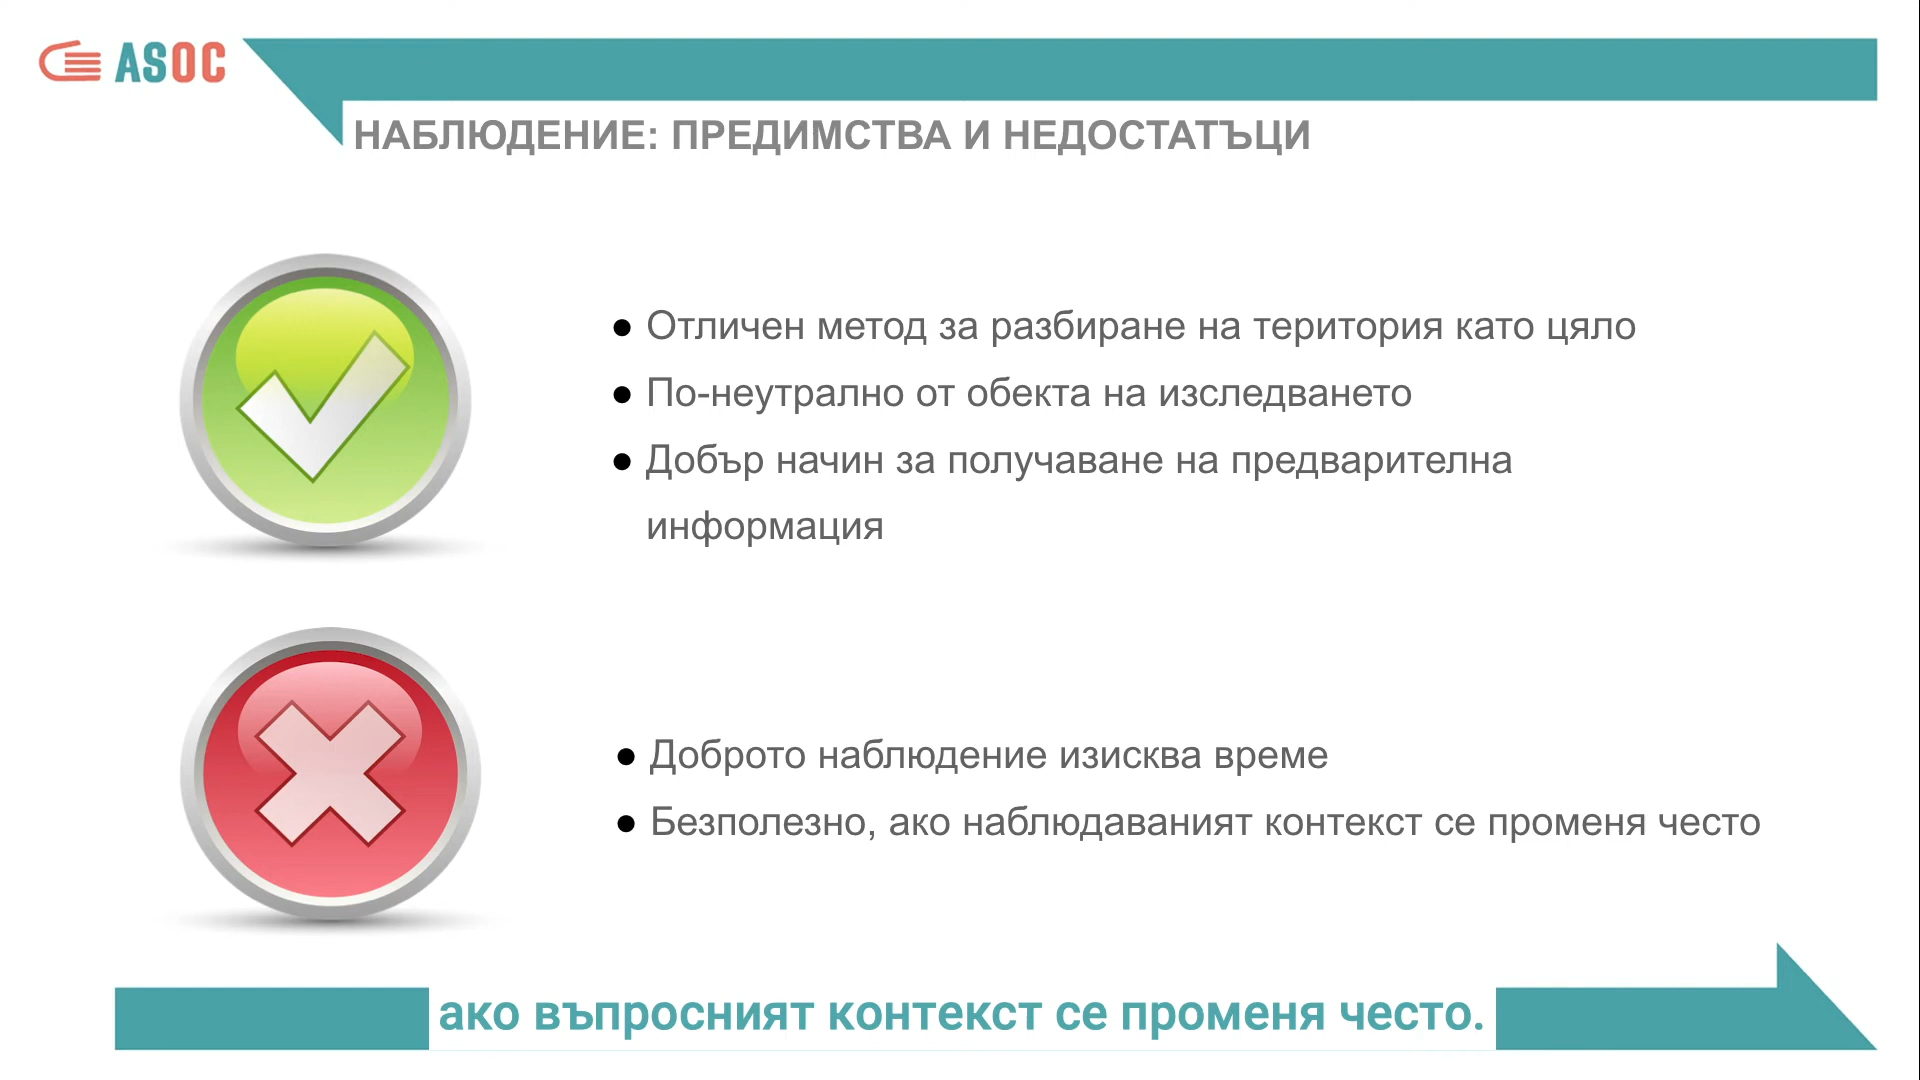 ASOC
НАБЛЮДЕНИЕ: ПРЕДИМСТВА И НЕДОСТАТЪЦИ
● Отличен метод за разбиране на територия като цяло
● По-неутрално от обекта на изследването
● Добър начин за получаване на предварителна
информация
● Доброто наблюдение изисква време
● Безполезно, ако наблюдаваният контекст се променя често
ако въпросният контекст се променя често.